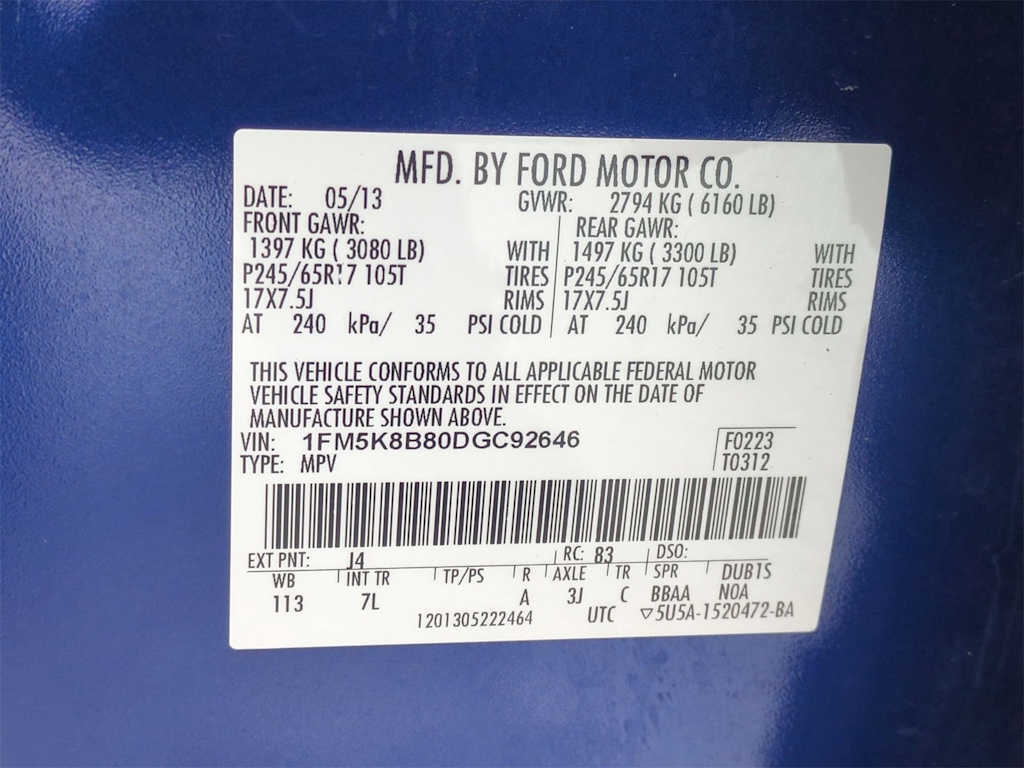 MFD. BY FORD MOTOR CO.
DATE: 05/13 GVWR: 2794 KG ( 6160 LB)
FRONT GAWR: REAR GAWR:
1397 KG ( 3080 LB) WITH 1497 KG ( 3300 LB) WITH
P245/65R17 105T TIRES P245/65R17 105T TIRES
17X7.5J RIMS 17X7.5J RIMS
AT 240 kPa/ 35 PSI COLD AT 240 kPa/ 35 PSI COLD
THIS VEHICLE CONFORMS TO ALL APPLICABLE FEDERAL MOTOR
VEHICLE SAFETY STANDARDS IN EFFECT ON THE DATE OF
MANUFACTURE SHOWN ABOVE.
VIN: 1FM5K8B80DGC92646 F0223
TYPE: MPV T0312
EXT PNT: J4 RC: 83 DSO:
WB INT TR TP/PS R AXLE TR SPR DUB1S
113 7L A 3J C BBAA N0A
1201305222464 UTC ▽5U5A-1520472-BA